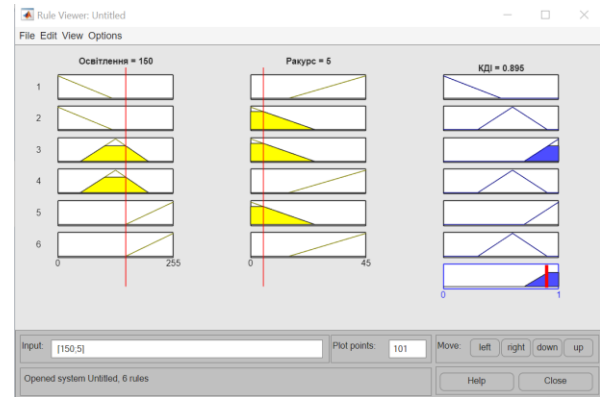 Rule Viewer: Untitled
File Edit View Options
Освітлення = 150 Ракурс = 5 КДІ = 0.895
1
2
3
4
5
6
0 255 0 45
0 1
Input: [150;5] Plot points: 101 Move: left right down up
Opened system Untitled, 6 rules Help Close